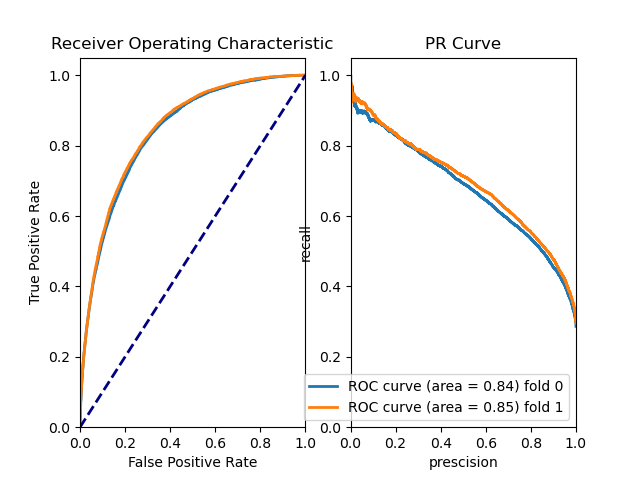 Receiver Operating Characteristic
1.0
0.8
0.6
0.4
0.2
0.0
True Positive Rate
0.0 0.2 0.4 0.6 0.8 1.0
False Positive Rate
PR Curve
1.0
0.8
0.6
0.4
0.2
0.0
recall
ROC curve (area = 0.84) fold 0
ROC curve (area = 0.85) fold 1
0.0 0.2 0.4 0.6 0.8 1.0
prescision